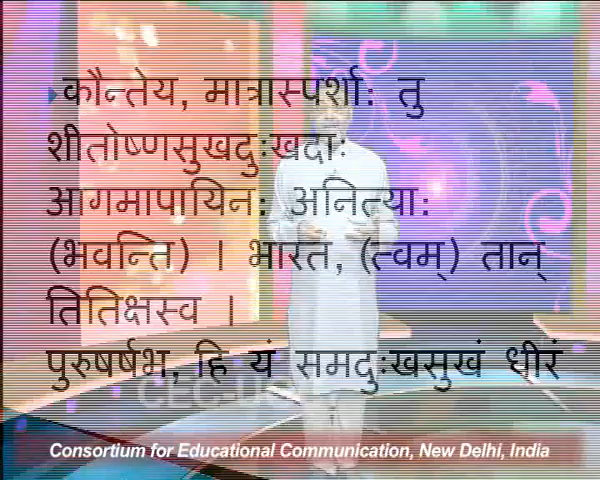 कौन्तेय, मात्रास्पर्शाः तु
शीतोष्णसुखदुःखदाः
आगमापायिनः अनित्याः
(भवन्ति) । भारत, (त्वम्) तान्
तितिक्षस्व ।
पुरुषर्षभ, हि यं समदुःखसुखं धीरं
Consortium for Educational Communication, New Delhi, India